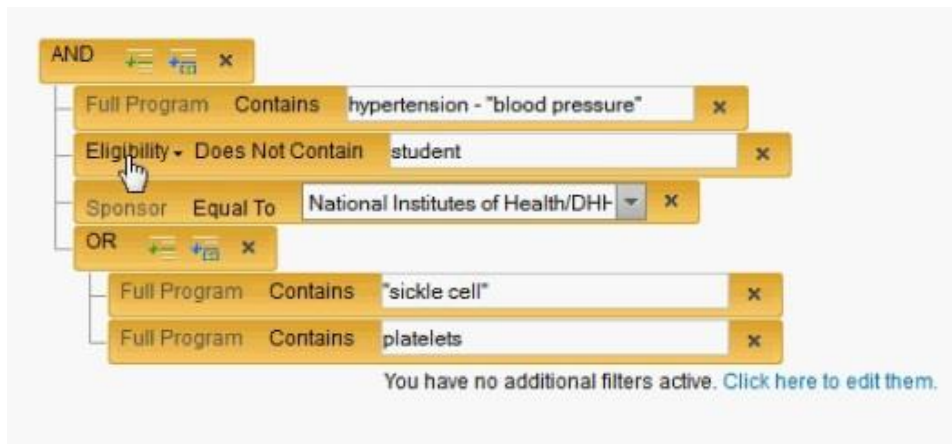 AND
Full Program Contains hypertension - "blood pressure"
Eligibility Does Not Contain student
Sponsor Equal To National Institutes of Health/DHH
OR
Full Program Contains "sickle cell"
Full Program Contains platelets
You have no additional filters active. Click here to edit them.